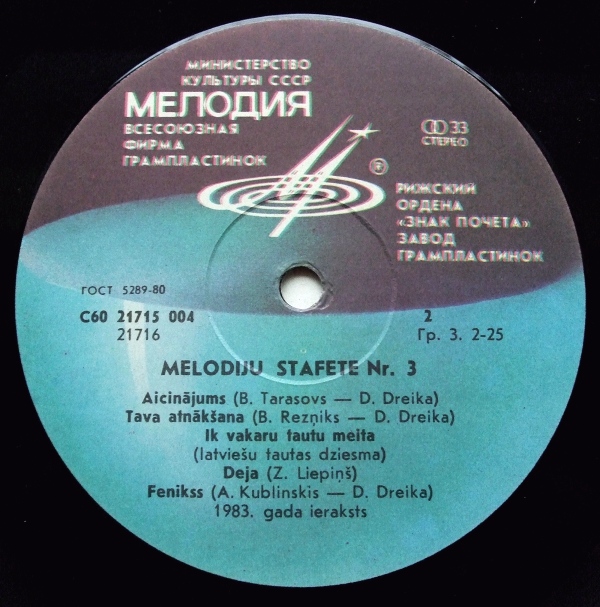 МИНИСТЕРСТВО
КУЛЬТУРЫ СССР
МЕЛОДИЯ
ВСЕСОЮЗНАЯ
ФИРМА
ГРАМПЛАСТИНОК
33
СТЕРЕО
®
РИЖСКИЙ
ОРДЕНА
«ЗНАК ПОЧЕТА»
ЗАВОД
ГРАМПЛАСТИНОК
ГОСТ 5289-80
С60 21715 004
21716
2
Гр. 3. 2-25
MELODIJU STAFETE Nr. 3
Aicinājums (B. Tarasovs — D. Dreika)
Tava atnākšana (B. Rezņiks — D. Dreika)
Ik vakaru tautu meita
(latviešu tautas dziesma)
Deja (Z. Liepiņš)
Fenikss (A. Kublinskis — D. Dreika)
1983. gada ieraksts